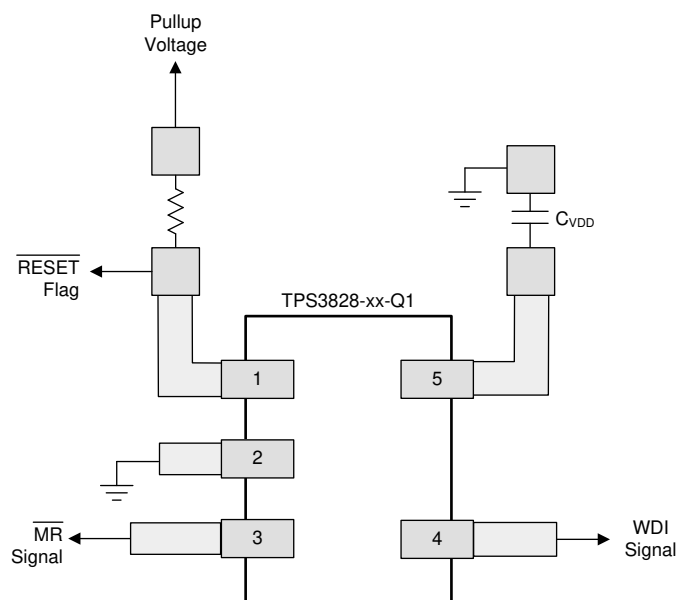 Pullup
Voltage
C_VDD
RESET
Flag
TPS3828-xx-Q1
1
5
2
MR
Signal
3
4
WDI
Signal